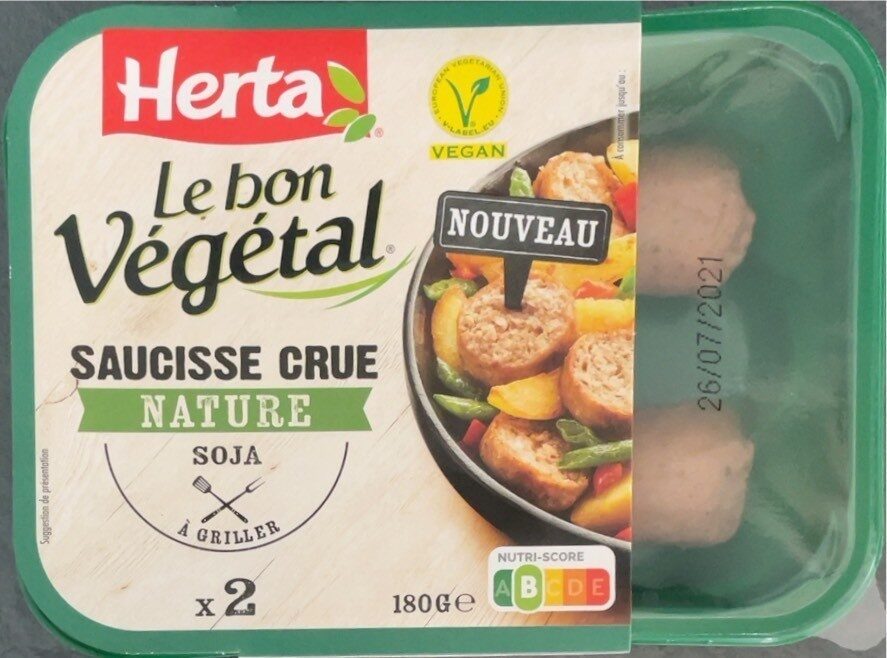 Herta
®
Le bon
Végétal®
SAUCISSE CRUE
NATURE
SOJA
À GRILLER
x 2
180G e
Suggestion de présentation
EUROPEAN VEGETARIAN UNION
V-LABEL.EU
VEGAN
NOUVEAU
À consommer jusqu'au :
26/07/2021
NUTRI-SCORE
A B C D E